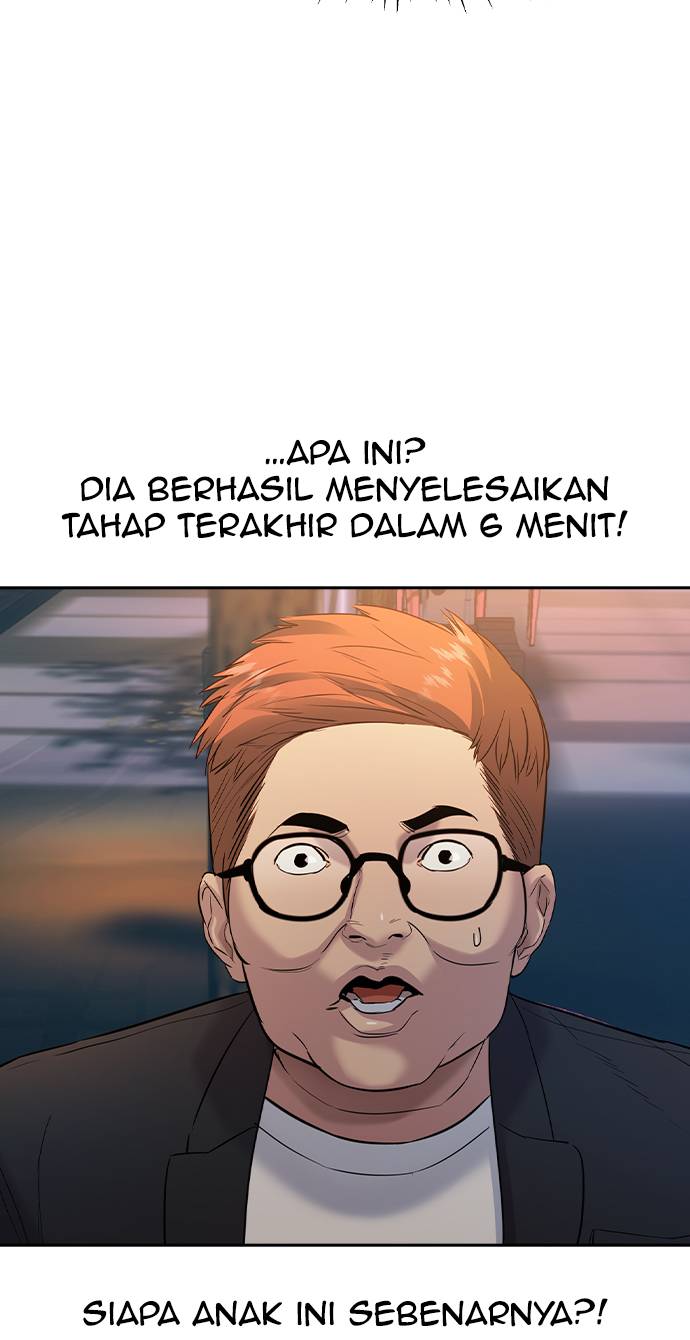 ...APA INI?
DIA BERHASIL MENYELESAIKAN
TAHAP TERAKHIR DALAM 6 MENIT!
SIAPA ANAK INI SEBENARNYA?!